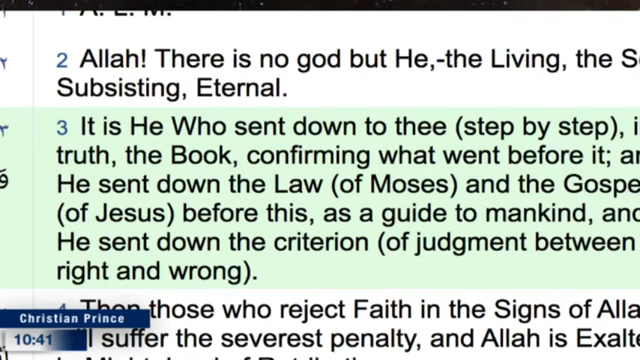 A. L. M.
2 Allah! There is no god but He,-the Living, the
Subsisting, Eternal.
3 It is He Who sent down to thee (step by step),
truth, the Book, confirming what went before it;
He sent down the Law (of Moses) and the
(of Jesus) before this, as a guide to mankind,
He sent down the criterion (of judgment between
right and wrong).
Then those who reject Faith in the Signs of
suffer the severest penalty, and Allah is
Christian Prince
10:41